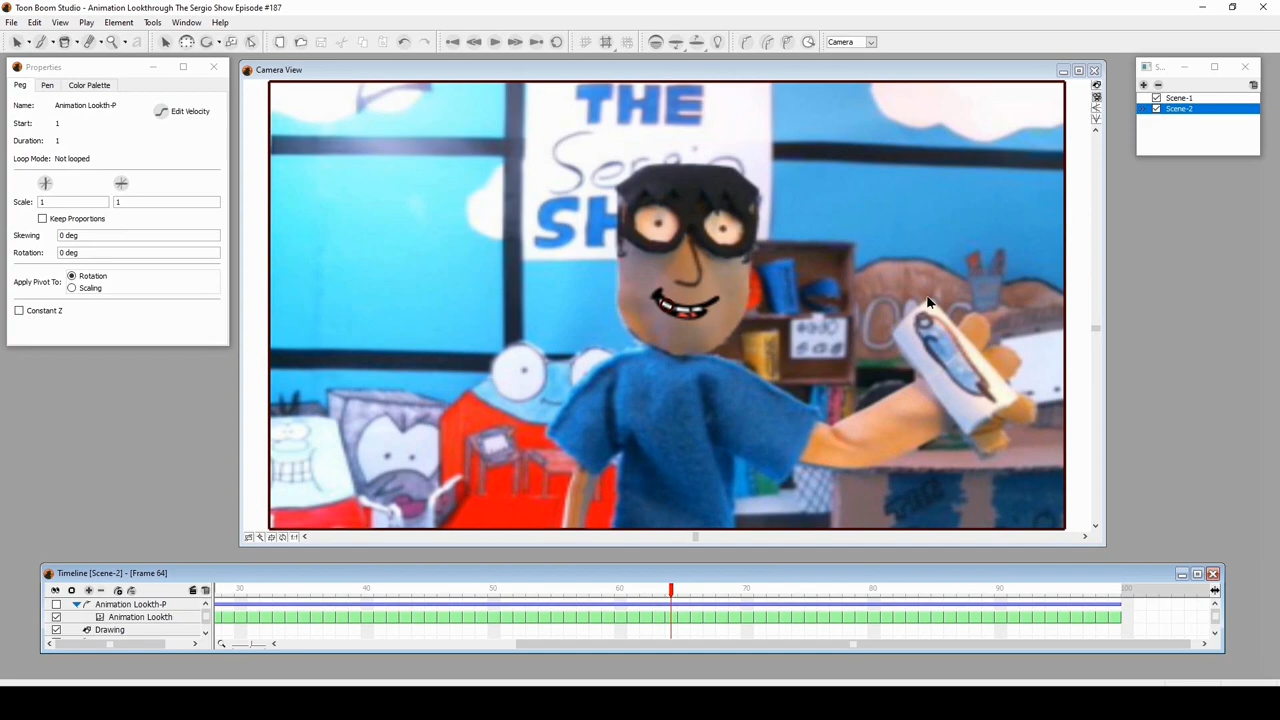 Toon Boom Studio - Animation Lookthrough The Sergio Show Episode #187
File Edit View Play Element Tools Window Help
Camera
Properties
Peg Pen Color Palette
Name: Animation Lookth-P
Edit Velocity
Start: 1
Duration: 1
Loop Mode: Not looped
Scale: 1 1
Keep Proportions
Skewing 0 deg
Rotation: 0 deg
Apply Pivot To: Rotation
Scaling
Constant Z
Camera View
THE
Sergio
SH
S...
Scene-1
Scene-2
Timeline [Scene-2] - [Frame 64]
30 40 50 60 70 80 90 100
Animation Lookth-P
Animation Lookth
Drawing